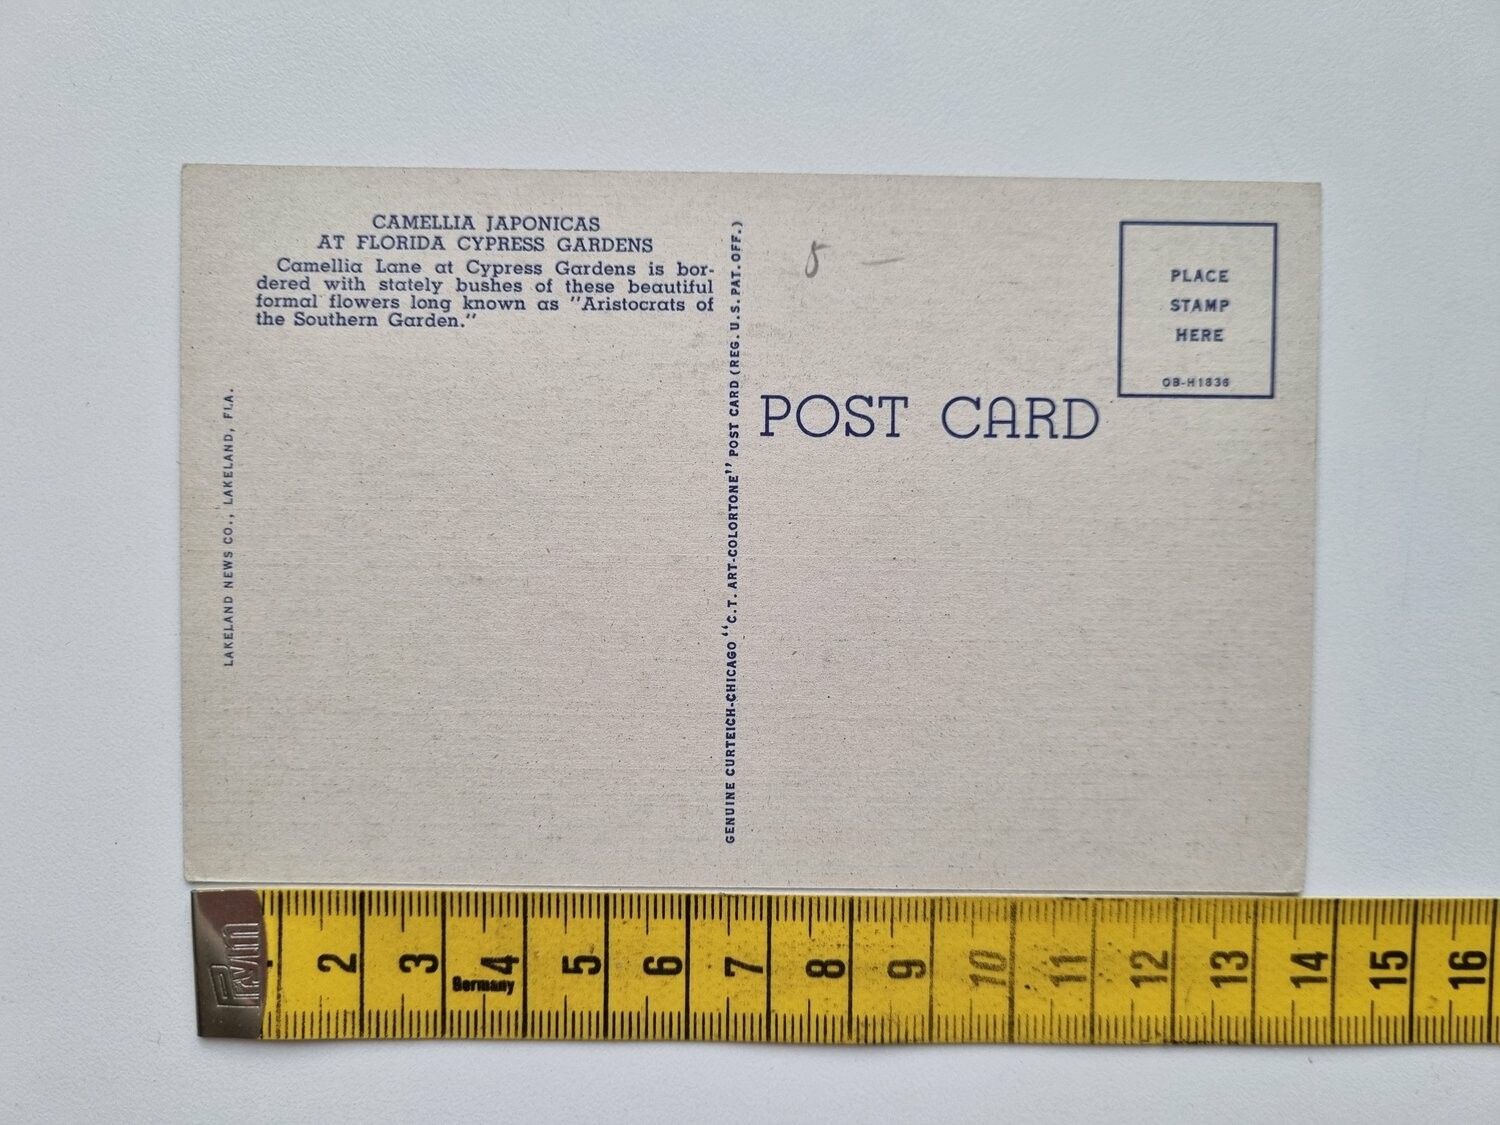 CAMELLIA JAPONICAS
AT FLORIDA CYPRESS GARDENS
Camellia Lane at Cypress Gardens is bor-
dered with stately bushes of these beautiful
formal flowers long known as "Aristocrats of
the Southern Garden."
LAKELAND NEWS CO., LAKELAND, FLA.
GENUINE CURTEICH-CHICAGO "C.T. ART-COLORTONE" POST CARD (REG. U.S. PAT. OFF.)
8 —
PLACE
STAMP
HERE
OB-H1836
POST CARD
2 3 4 5 6 7 8 9 10 11 12 13 14 15 16
Germany